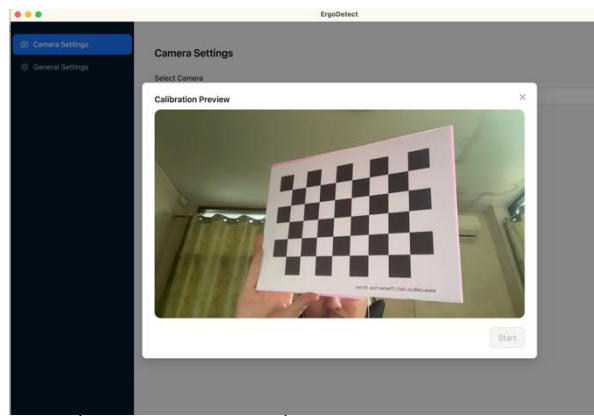 ErgoDetect
Camera Settings
General Settings
Camera Settings
Select Camera
Calibration Preview
Start